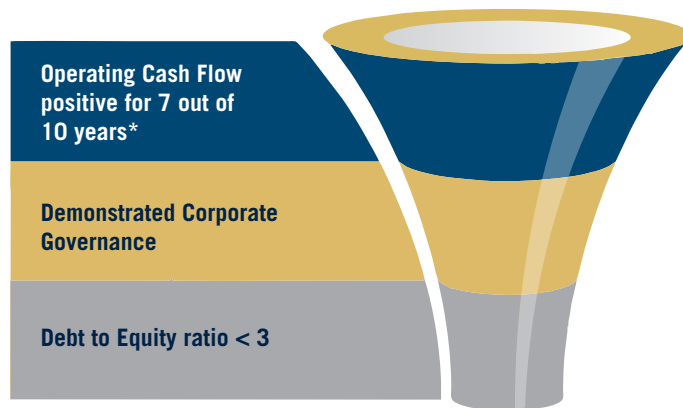 Operating Cash Flow
positive for 7 out of
10 years*
Demonstrated Corporate
Governance
Debt to Equity ratio < 3